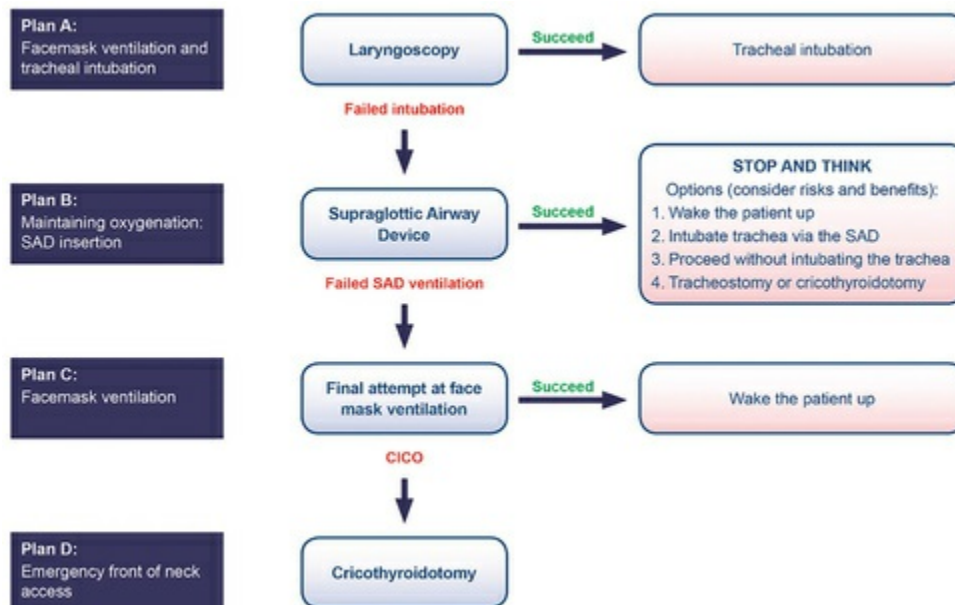 Plan A:
Facemask ventilation and
tracheal intubation
Laryngoscopy
Succeed
Tracheal intubation
Failed intubation
Plan B:
Maintaining oxygenation:
SAD insertion
Supraglottic Airway
Device
Succeed
STOP AND THINK
Options (consider risks and benefits):
1. Wake the patient up
2. Intubate trachea via the SAD
3. Proceed without intubating the trachea
4. Tracheostomy or cricothyroidotomy
Failed SAD ventilation
Plan C:
Facemask ventilation
Final attempt at face
mask ventilation
Succeed
Wake the patient up
CICO
Plan D:
Emergency front of neck
access
Cricothyroidotomy